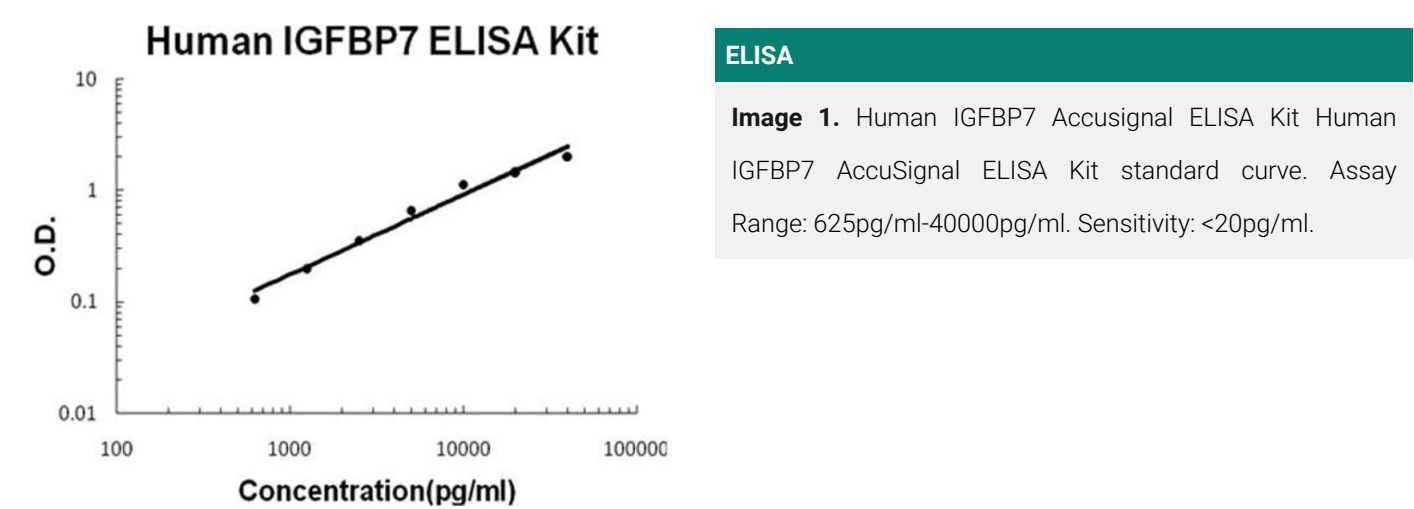 Human IGFBP7 ELISA Kit
10
1
0.1
0.01
O.D.
100 1000 10000 100000
Concentration(pg/ml)
ELISA
Image 1. Human IGFBP7 Accusignal ELISA Kit Human
IGFBP7 AccuSignal ELISA Kit standard curve. Assay
Range: 625pg/ml-40000pg/ml. Sensitivity: <20pg/ml.